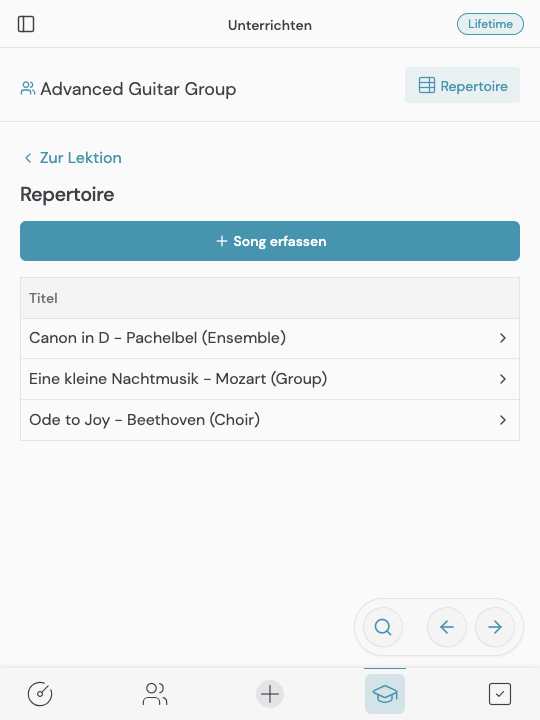 Unterrichten
Lifetime
Advanced Guitar Group
Repertoire
Zur Lektion
Repertoire
Song erfassen
Titel
Canon in D – Pachelbel (Ensemble)
Eine kleine Nachtmusik – Mozart (Group)
Ode to Joy – Beethoven (Choir)